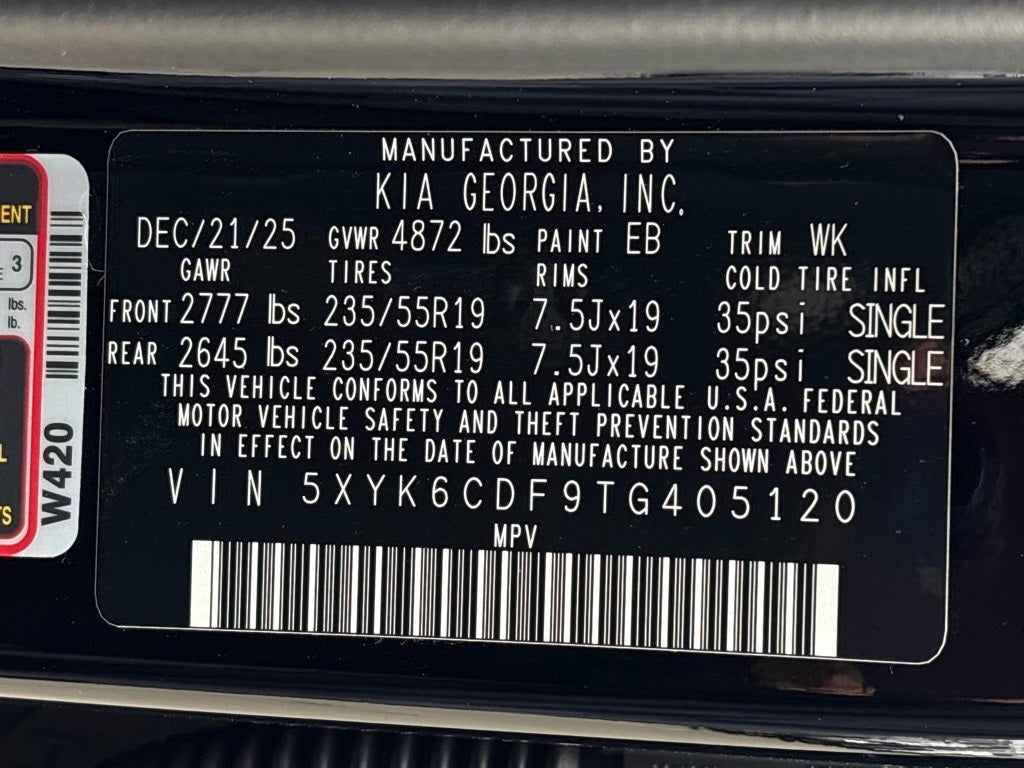 MANUFACTURED BY
KIA GEORGIA, INC.
DEC/21/25 GVWR 4872 lbs PAINT EB TRIM WK
GAWR TIRES RIMS COLD TIRE INFL
FRONT 2777 lbs 235/55R19 7.5Jx19 35psi SINGLE
REAR 2645 lbs 235/55R19 7.5Jx19 35psi SINGLE
THIS VEHICLE CONFORMS TO ALL APPLICABLE U.S.A. FEDERAL
MOTOR VEHICLE SAFETY AND THEFT PREVENTION STANDARDS
IN EFFECT ON THE DATE OF MANUFACTURE SHOWN ABOVE
VIN 5XYK6CDF9TG405120
MPV
3
lbs.
lb.
W420